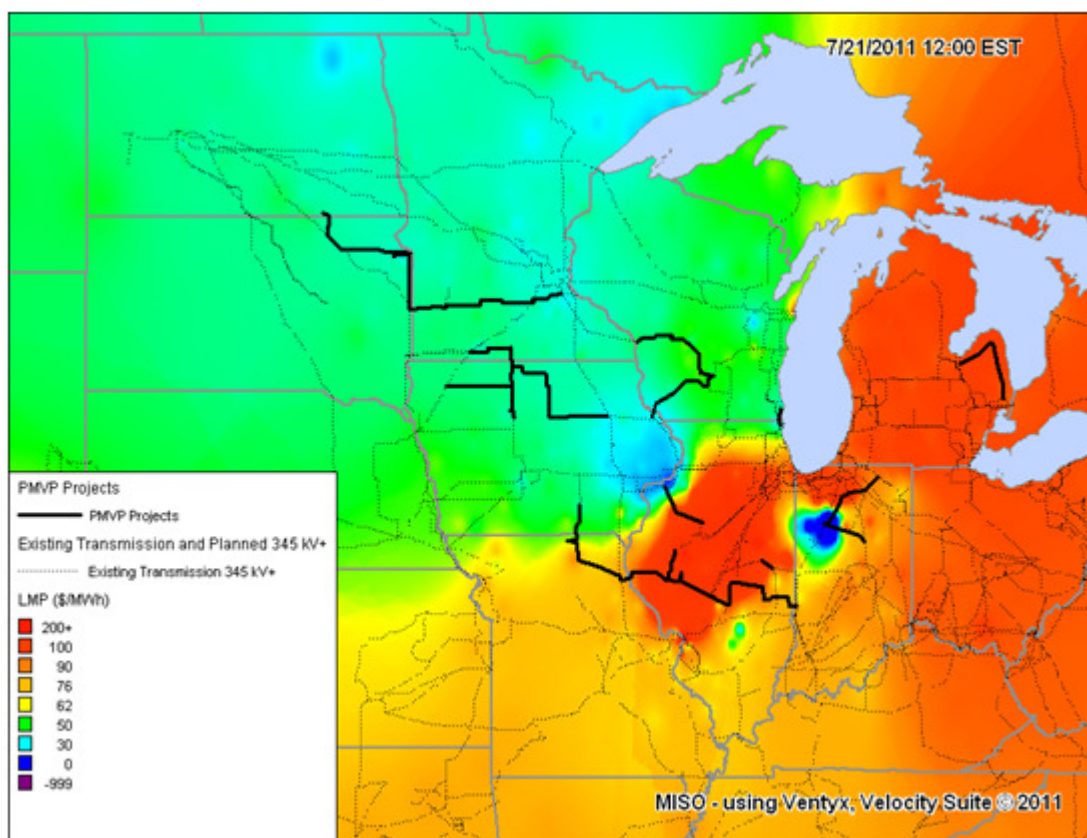 7/21/2011 12:00 EST
PMVP Projects
PMVP Projects
Existing Transmission and Planned 345 kV+
Existing Transmission 345 kV+
LMP ($/MWh)
200+
100
90
76
62
50
30
0
-999
MISO - using Ventyx, Velocity Suite © 2011